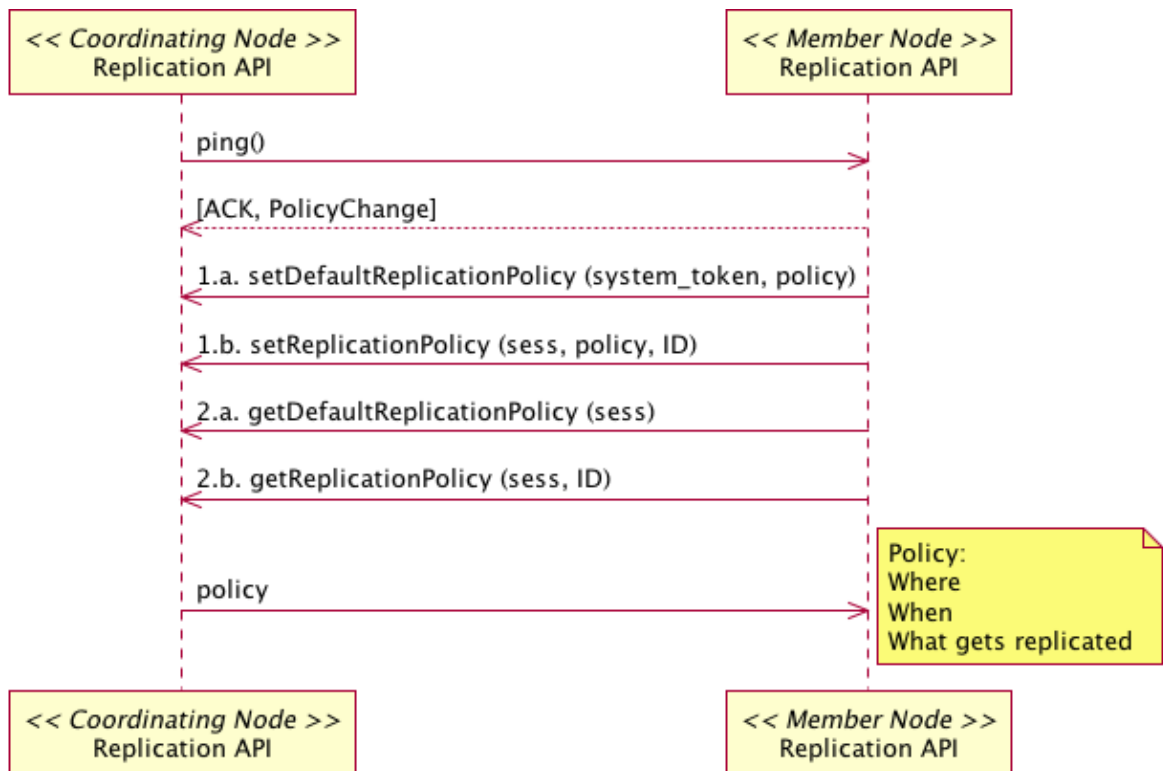 << Coordinating Node >>
Replication API
<< Member Node >>
Replication API
ping()
[ACK, PolicyChange]
1.a. setDefaultReplicationPolicy (system_token, policy)
1.b. setReplicationPolicy (sess, policy, ID)
2.a. getDefaultReplicationPolicy (sess)
2.b. getReplicationPolicy (sess, ID)
policy
Policy:
Where
When
What gets replicated
<< Coordinating Node >>
Replication API
<< Member Node >>
Replication API